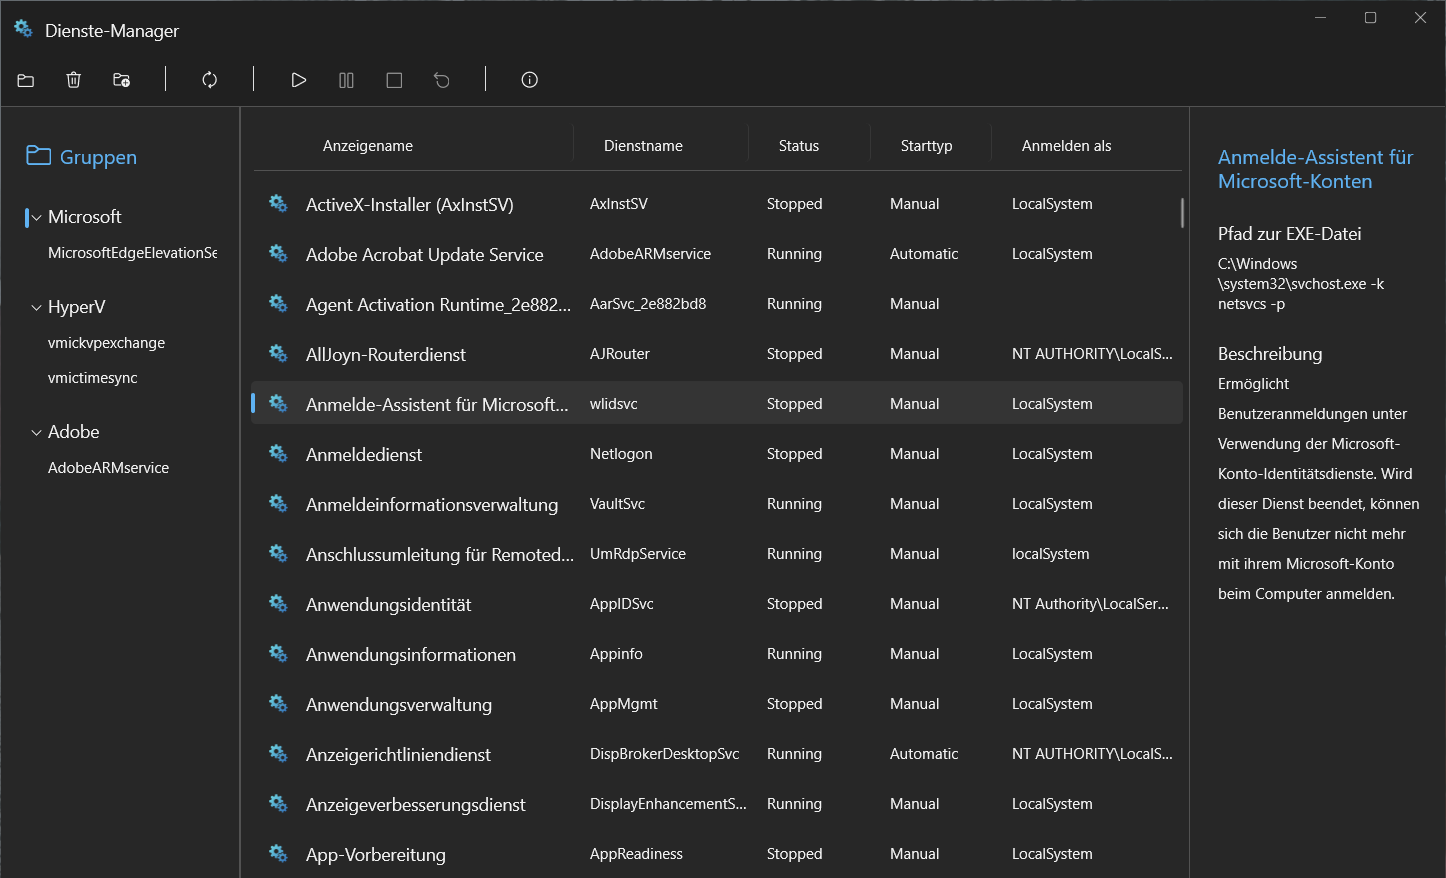 Dienste-Manager
Gruppen
Microsoft
MicrosoftEdgeElevationSe
HyperV
vmickvpexchange
vmictimesync
Adobe
AdobeARMservice
Anzeigename Dienstname Status Starttyp Anmelden als
ActiveX-Installer (AxInstSV) AxInstSV Stopped Manual LocalSystem
Adobe Acrobat Update Service AdobeARMservice Running Automatic LocalSystem
Agent Activation Runtime_2e882... AarSvc_2e882bd8 Running Manual
AllJoyn-Routerdienst AJRouter Stopped Manual NT AUTHORITY\LocalS...
Anmelde-Assistent für Microsoft... wlidsvc Stopped Manual LocalSystem
Anmeldedienst Netlogon Stopped Manual LocalSystem
Anmeldeinformationsverwaltung VaultSvc Running Manual LocalSystem
Anschlussumleitung für Remoted... UmRdpService Running Manual localSystem
Anwendungsidentität AppIDSvc Stopped Manual NT Authority\LocalSer...
Anwendungsinformationen Appinfo Running Manual LocalSystem
Anwendungsverwaltung AppMgmt Stopped Manual LocalSystem
Anzeigerichtliniendienst DispBrokerDesktopSvc Running Automatic NT AUTHORITY\LocalS...
Anzeigeverbesserungsdienst DisplayEnhancementS... Running Manual LocalSystem
App-Vorbereitung AppReadiness Stopped Manual LocalSystem
Anmelde-Assistent für
Microsoft-Konten
Pfad zur EXE-Datei
C:\Windows
\system32\svchost.exe -k
netsvcs -p
Beschreibung
Ermöglicht
Benutzeranmeldungen unter
Verwendung der Microsoft-
Konto-Identitätsdienste. Wird
dieser Dienst beendet, können
sich die Benutzer nicht mehr
mit ihrem Microsoft-Konto
beim Computer anmelden.